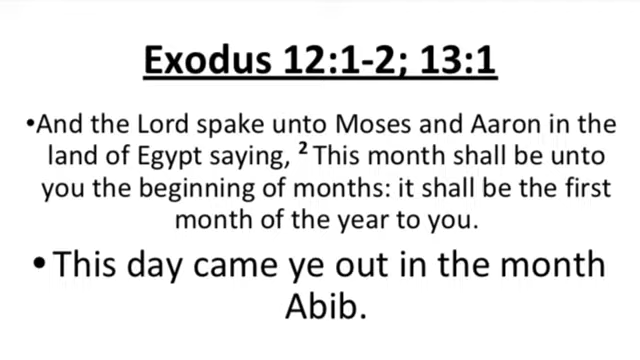 Exodus 12:1-2; 13:1
•And the Lord spake unto Moses and Aaron in the
land of Egypt saying, ² This month shall be unto
you the beginning of months: it shall be the first
month of the year to you.
• This day came ye out in the month
Abib.